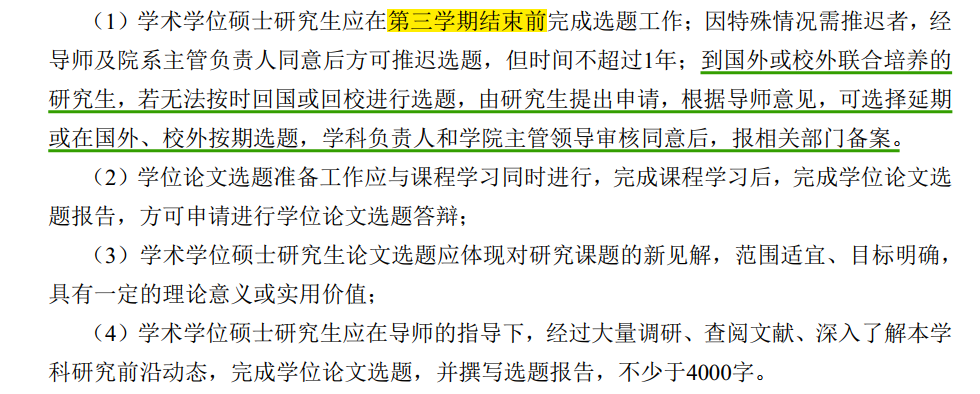 （1）学术学位硕士研究生应在第三学期结束前完成选题工作；因特殊情况需推迟者，经
导师及院系主管负责人同意后方可推迟选题，但时间不超过1年；到国外或校外联合培养的
研究生，若无法按时回国或回校进行选题，由研究生提出申请，根据导师意见，可选择延期
或在国外、校外按期选题，学科负责人和学院主管领导审核同意后，报相关部门备案。
（2）学位论文选题准备工作应与课程学习同时进行，完成课程学习后，完成学位论文选
题报告，方可申请进行学位论文选题答辩；
（3）学术学位硕士研究生论文选题应体现对研究课题的新见解，范围适宜、目标明确，
具有一定的理论意义或实用价值；
（4）学术学位硕士研究生应在导师的指导下，经过大量调研、查阅文献、深入了解本学
科研究前沿动态，完成学位论文选题，并撰写选题报告，不少于4000字。